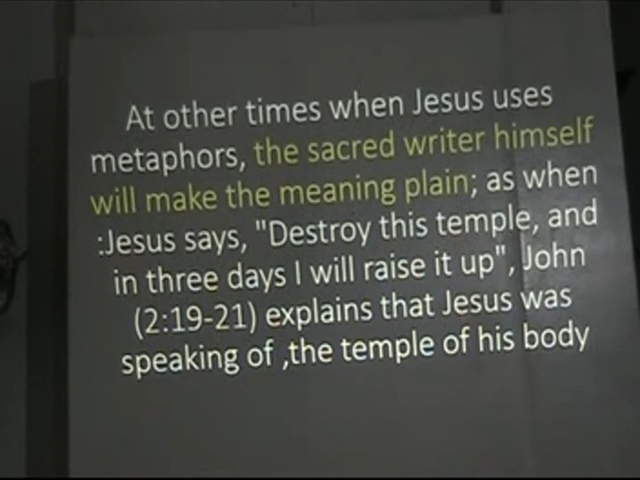 At other times when Jesus uses
metaphors, the sacred writer himself
will make the meaning plain; as when
:Jesus says, "Destroy this temple, and
in three days I will raise it up", John
(2:19-21) explains that Jesus was
speaking of ,the temple of his body